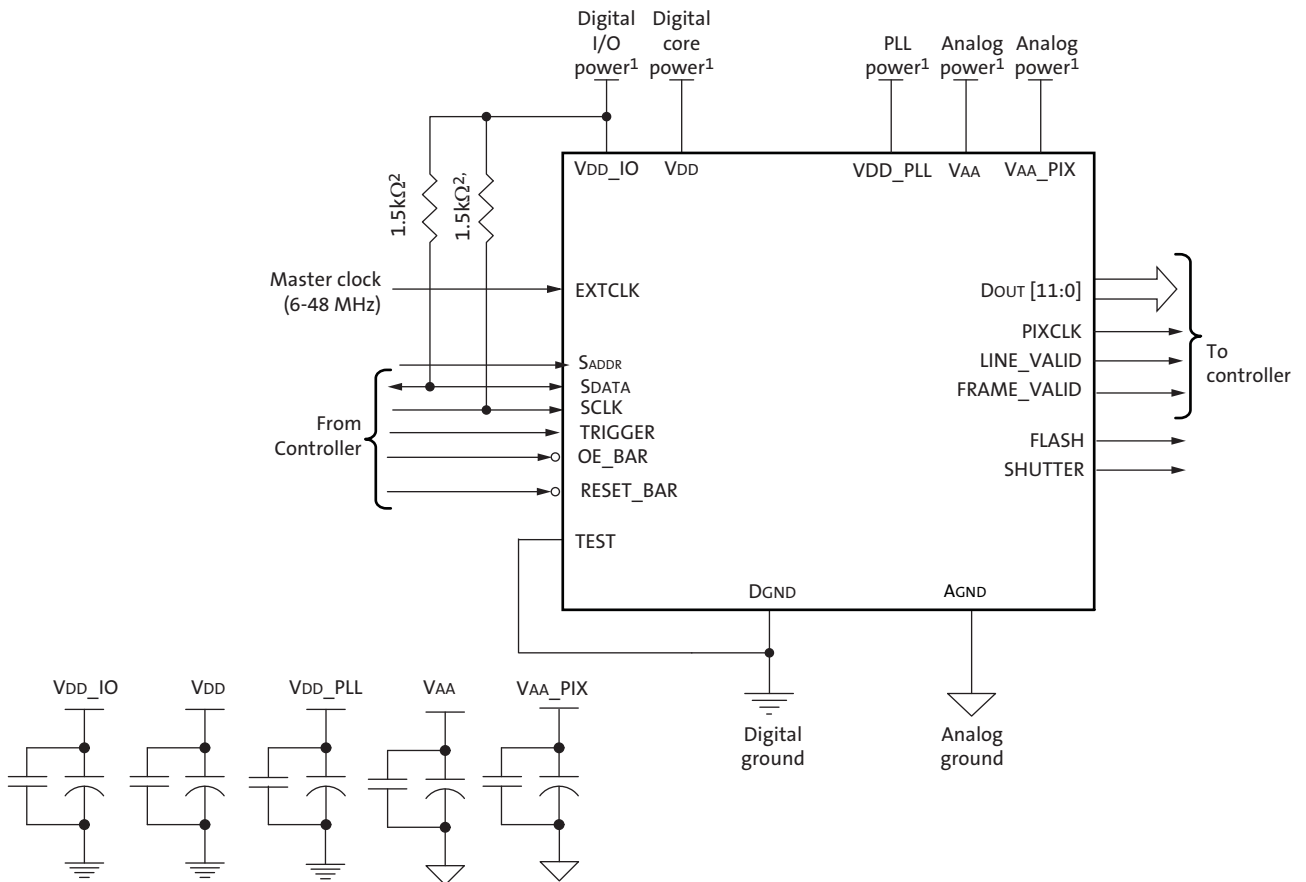 Digital
I/O
power1
Digital
core
power1
PLL
power1
Analog
power1
Analog
power1
VDD_IO
VDD
VDD_PLL
VAA
VAA_PIX
1.5kΩ2
1.5kΩ2,
Master clock
(6-48 MHz)
EXTCLK
SADDR
SDATA
SCLK
TRIGGER
OE_BAR
RESET_BAR
TEST
From
Controller
DOUT [11:0]
PIXCLK
LINE_VALID
FRAME_VALID
To
controller
FLASH
SHUTTER
DGND
AGND
Digital
ground
Analog
ground
VDD_IO
VDD
VDD_PLL
VAA
VAA_PIX